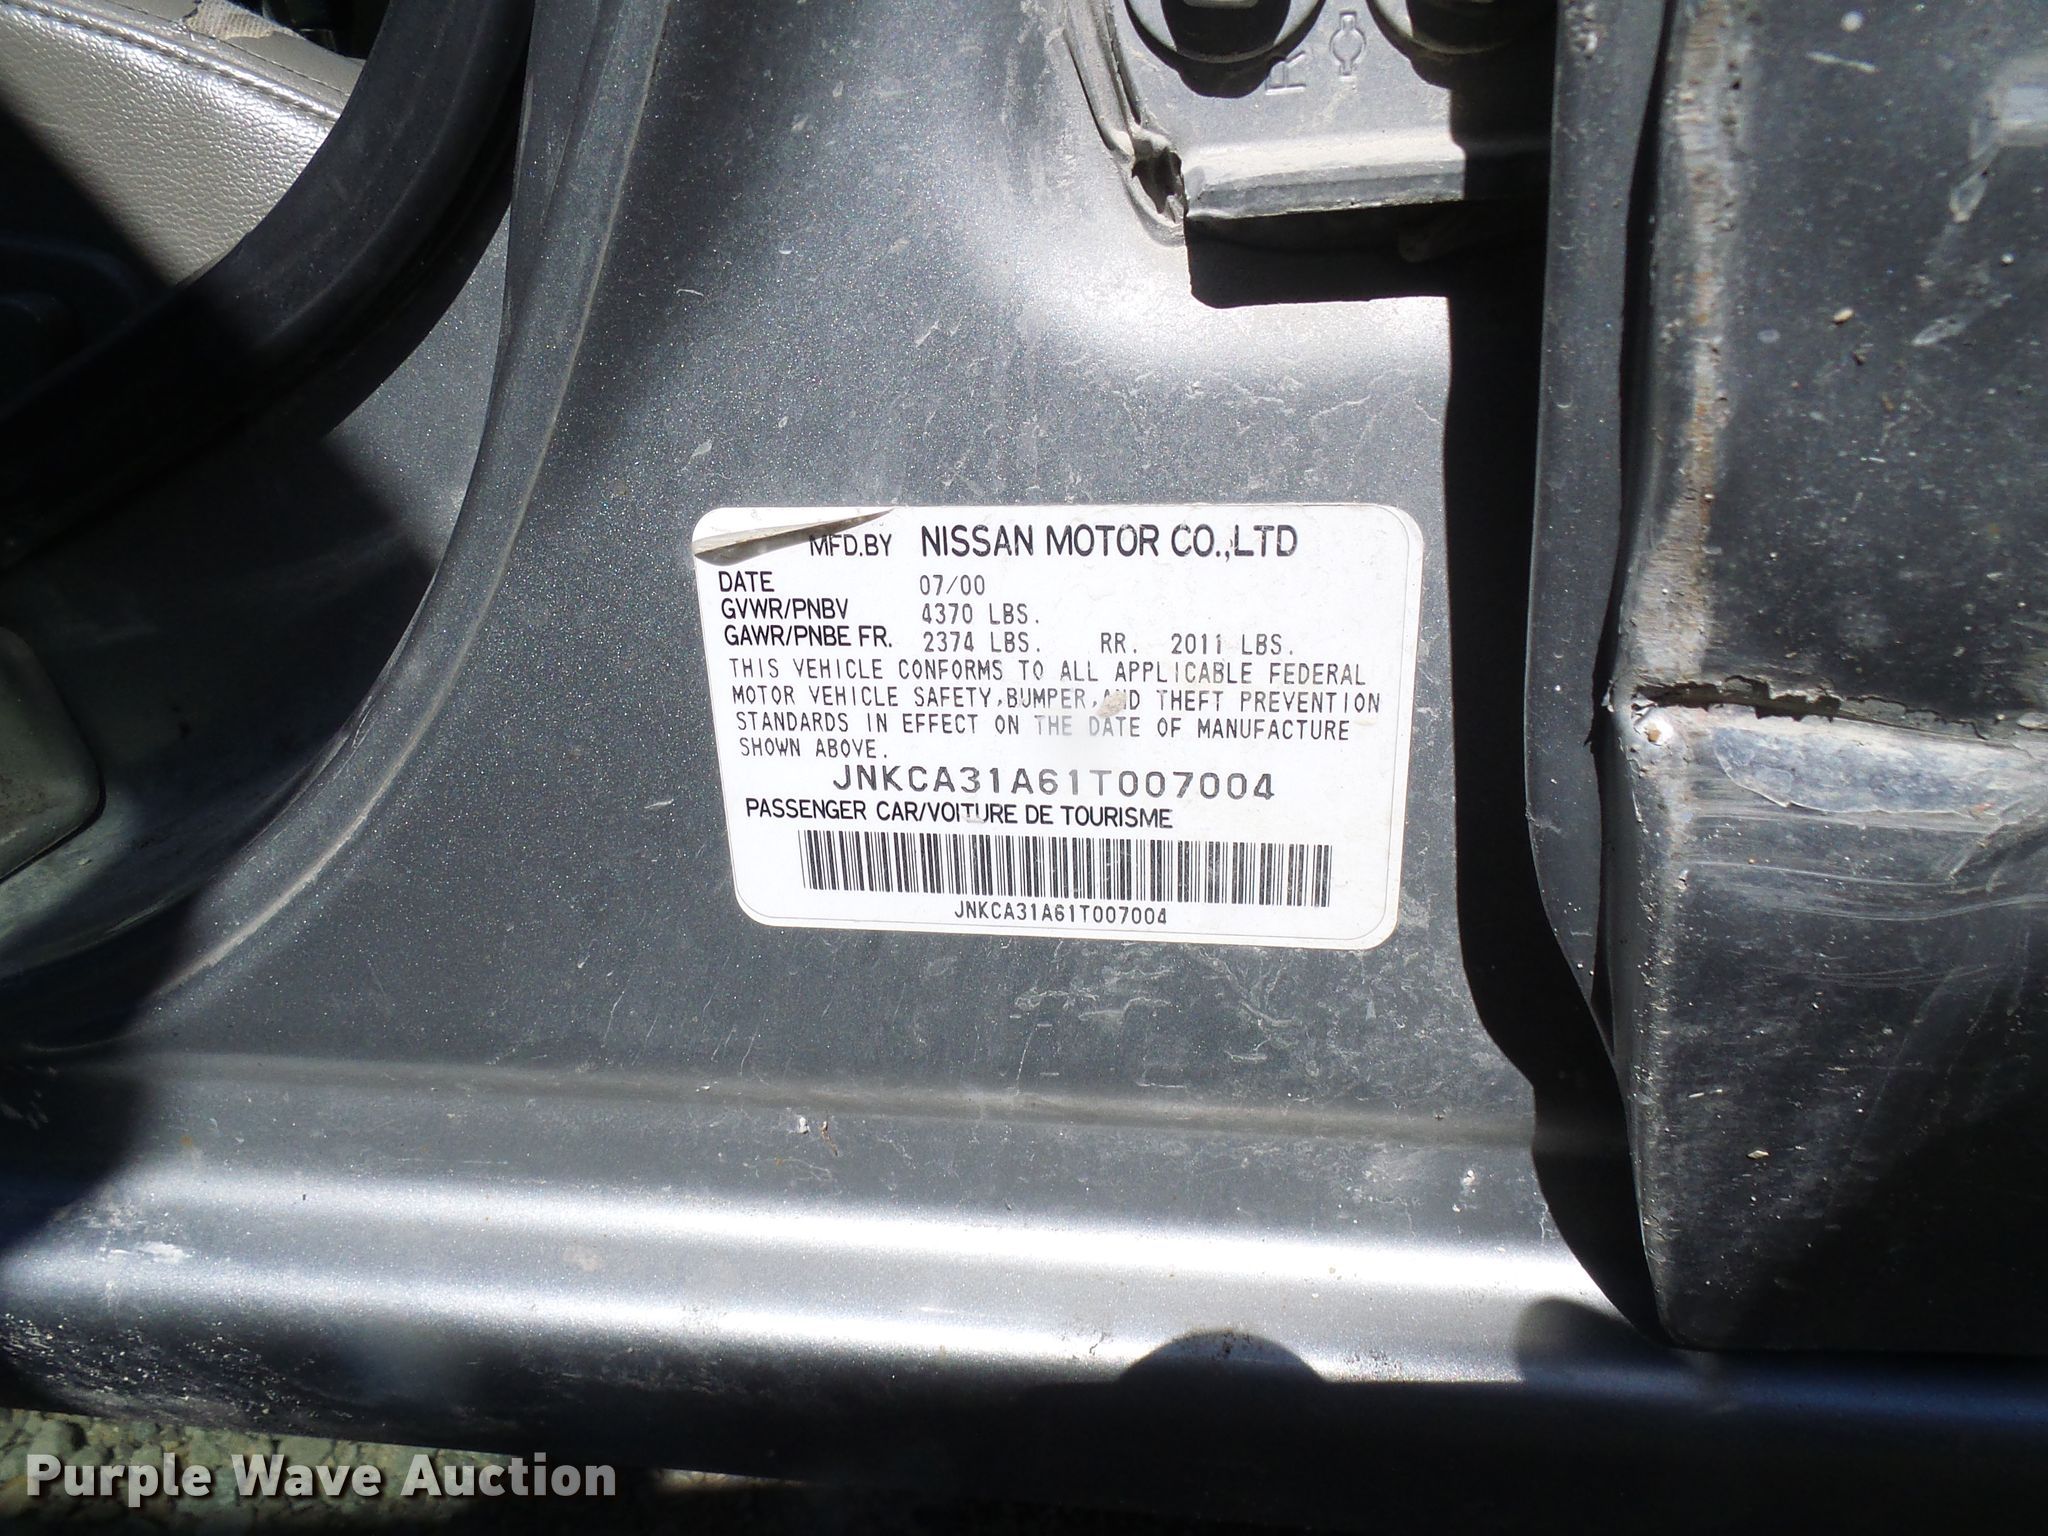 R
MFD.BY NISSAN MOTOR CO.,LTD
DATE 07/00
GVWR/PNBV 4370 LBS.
GAWR/PNBE FR. 2374 LBS. RR. 2011 LBS.
THIS VEHICLE CONFORMS TO ALL APPLICABLE FEDERAL
MOTOR VEHICLE SAFETY,BUMPER,AND THEFT PREVENTION
STANDARDS IN EFFECT ON THE DATE OF MANUFACTURE
SHOWN ABOVE.
JNKCA31A61T007004
PASSENGER CAR/VOITURE DE TOURISME
JNKCA31A61T007004
Purple Wave Auction